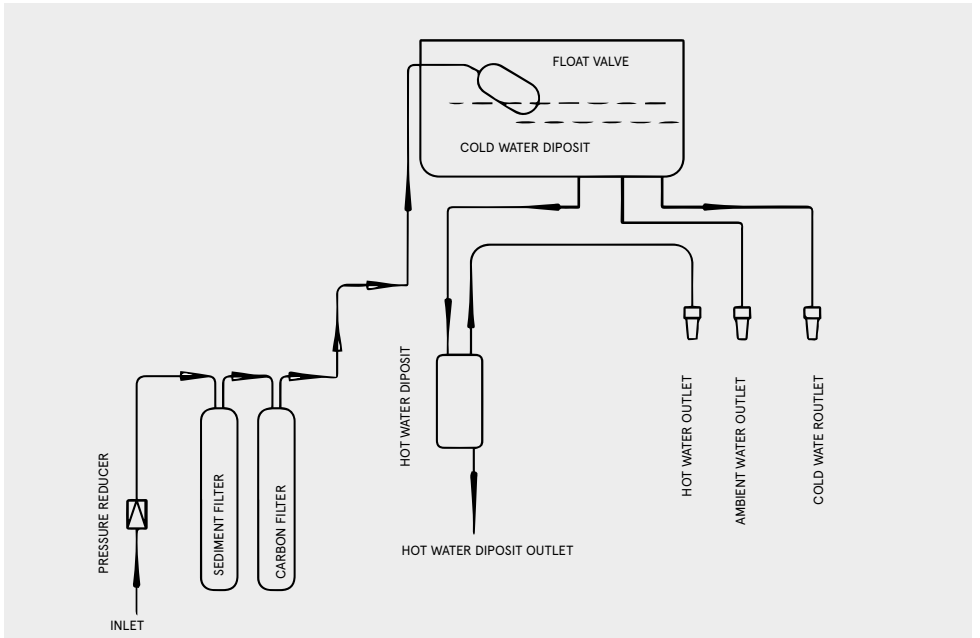 FLOAT VALVE
COLD WATER DIPOSIT
HOT WATER DIPOSIT
HOT WATER OUTLET
AMBIENT WATER OUTLET
COLD WATE ROUTLET
PRESSURE REDUCER
SEDIMENT FILTER
CARBON FILTER
HOT WATER DIPOSIT OUTLET
INLET